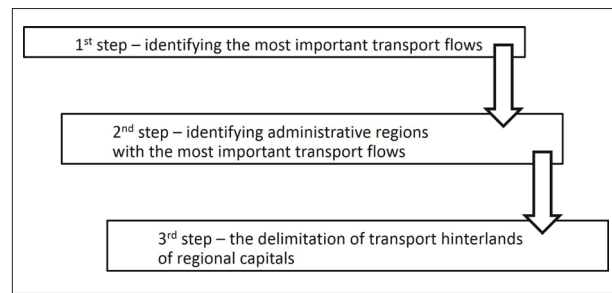 1st step – identifying the most important transport flows
2nd step – identifying administrative regions
with the most important transport flows
3rd step – the delimitation of transport hinterlands
of regional capitals